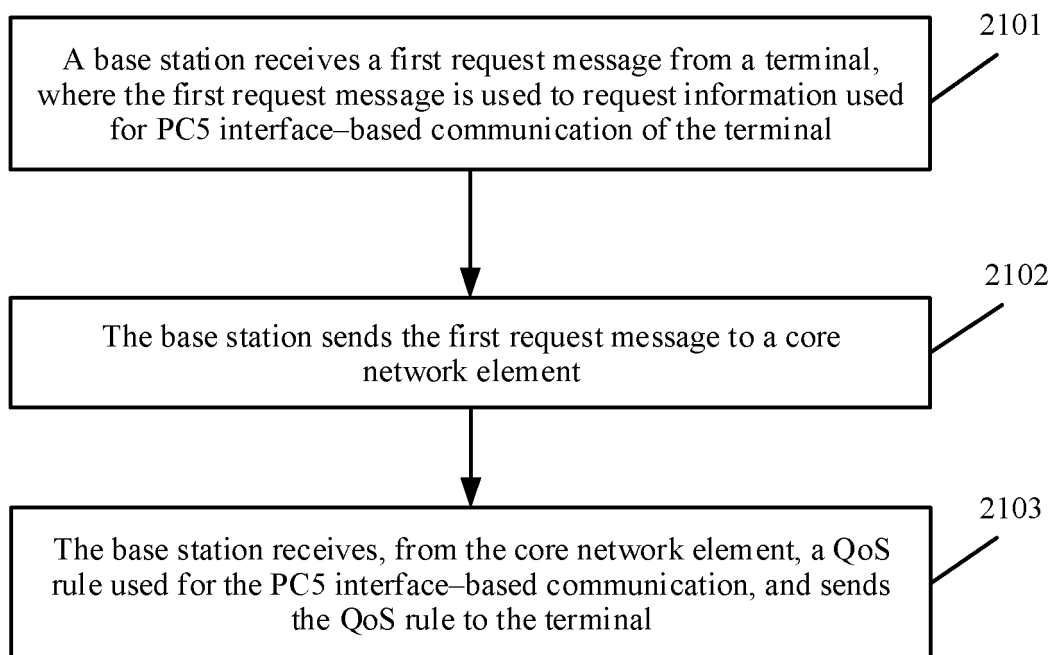 2101
A base station receives a first request message from a terminal,
where the first request message is used to request information used
for PC5 interface–based communication of the terminal
2102
The base station sends the first request message to a core
network element
2103
The base station receives, from the core network element, a QoS
rule used for the PC5 interface–based communication, and sends
the QoS rule to the terminal